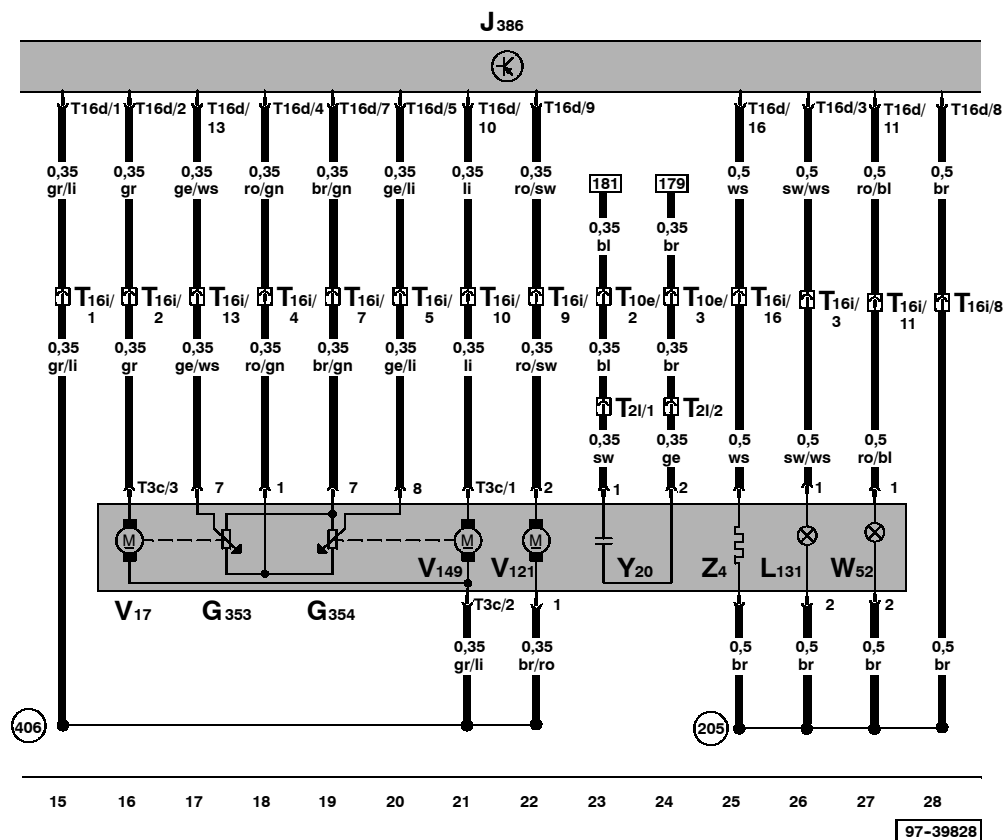 J386
T16d/1 T16d/2 T16d/ T16d/4 T16d/7 T16d/5 T16d/ T16d/9 T16d/ T16d/3 T16d/ T16d/8
13 10 16 11
0,35 0,35 0,35 0,35 0,35 0,35 0,35 0,35 0,5 0,5 0,5 0,5
gr/li gr ge/ws ro/gn br/gn ge/li li ro/sw ws sw/ws ro/bl br
181 179
0,35 0,35
bl br
T16i/ T16i/ T16i/ T16i/ T16i/ T16i/ T16i/ T16i/ T10e/ T10e/ T16i/ T16i/ T16i/ T16i/8
1 2 13 4 7 5 10 9 2 3 16 3 11
0,35 0,35 0,35 0,35 0,35 0,35 0,35 0,35 0,35 0,35
gr/li gr ge/ws ro/gn br/gn ge/li li ro/sw bl br
T2l/1 T2l/2
0,35 0,35 0,5 0,5 0,5
sw ge ws sw/ws ro/bl
T3c/3 7 1 7 8 T3c/1 2 1 2 1 1
M M M
V149 V121 Y20 Z4 L131 W52
V17 G353 G354
T3c/2 1 2 2
0,35 0,35 0,5 0,5 0,5 0,5
gr/li br/ro br br br br
406 205
15 16 17 18 19 20 21 22 23 24 25 26 27 28
97-39828